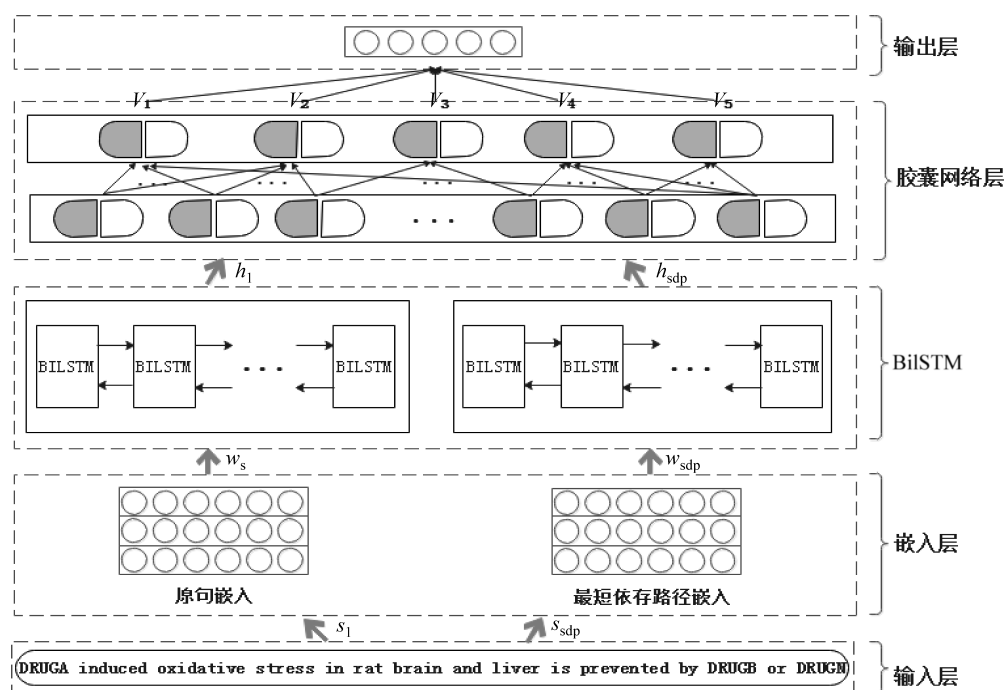 输出层
V1 V2 V3 V4 V5
... ... ... ... ...
胶囊网络层
...
h1 hsdp
BILSTM BILSTM ... BILSTM BILSTM BILSTM ... BILSTM
BilSTM
ws wsdp
嵌入层
原句嵌入 最短依存路径嵌入
s1 ssdp
DRUGA induced oxidative stress in rat brain and liver is prevented by DRUGB or DRUGN
输入层